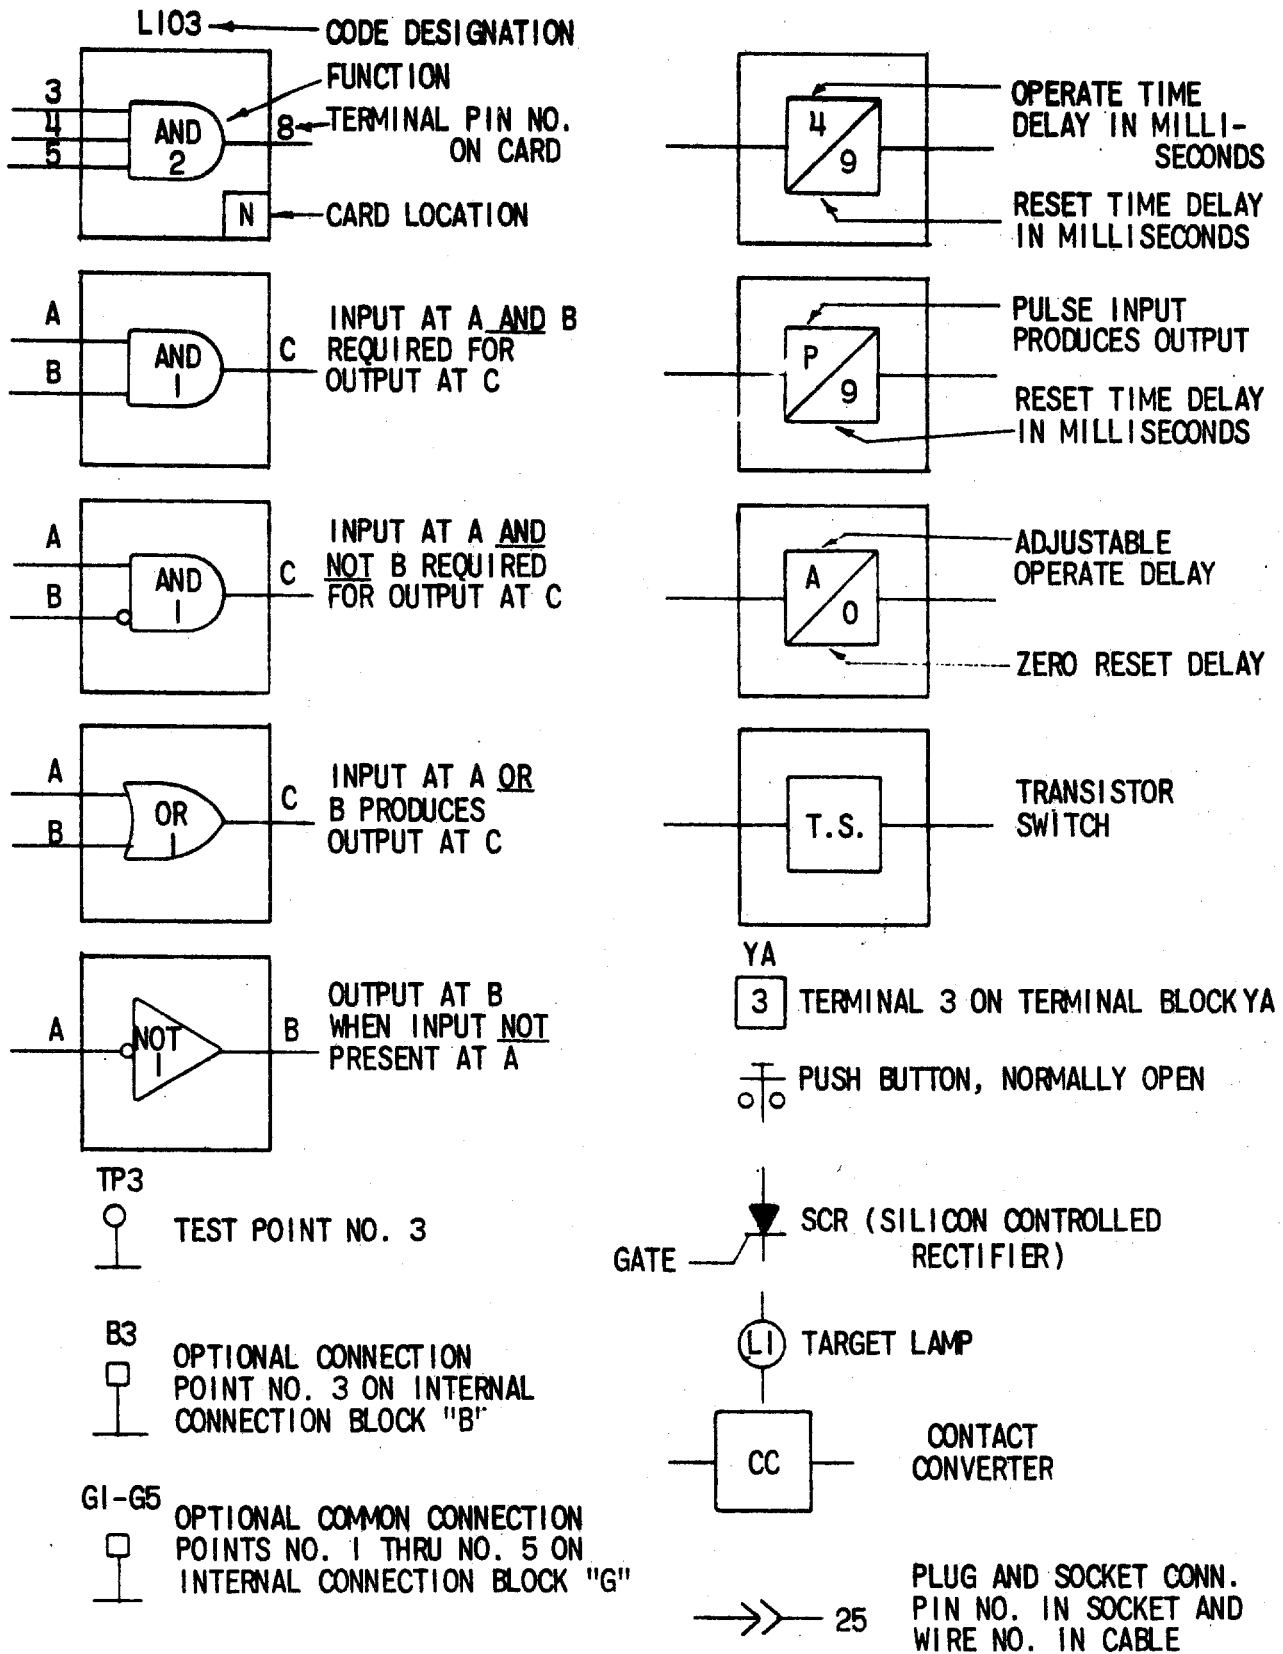 L103
CODE DESIGNATION
FUNCTION
3
4
5
AND
2
8
TERMINAL PIN NO.
ON CARD
N
CARD LOCATION
A
B
AND
1
C
INPUT AT A AND B
REQUIRED FOR
OUTPUT AT C
A
B
AND
1
C
INPUT AT A AND
NOT B REQUIRED
FOR OUTPUT AT C
A
B
OR
1
C
INPUT AT A OR
B PRODUCES
OUTPUT AT C
A
NOT
1
B
OUTPUT AT B
WHEN INPUT NOT
PRESENT AT A
TP3
TEST POINT NO. 3
B3
OPTIONAL CONNECTION
POINT NO. 3 ON INTERNAL
CONNECTION BLOCK "B"
G1-G5
OPTIONAL COMMON CONNECTION
POINTS NO. 1 THRU NO. 5 ON
INTERNAL CONNECTION BLOCK "G"
4
9
OPERATE TIME
DELAY IN MILLI-
SECONDS
RESET TIME DELAY
IN MILLISECONDS
P
9
PULSE INPUT
PRODUCES OUTPUT
RESET TIME DELAY
IN MILLISECONDS
A
0
ADJUSTABLE
OPERATE DELAY
ZERO RESET DELAY
T.S.
TRANSISTOR
SWITCH
YA
3
TERMINAL 3 ON TERMINAL BLOCK YA
PUSH BUTTON, NORMALLY OPEN
GATE
SCR (SILICON CONTROLLED
RECTIFIER)
L1
TARGET LAMP
CC
CONTACT
CONVERTER
25
PLUG AND SOCKET CONN.
PIN NO. IN SOCKET AND
WIRE NO. IN CABLE